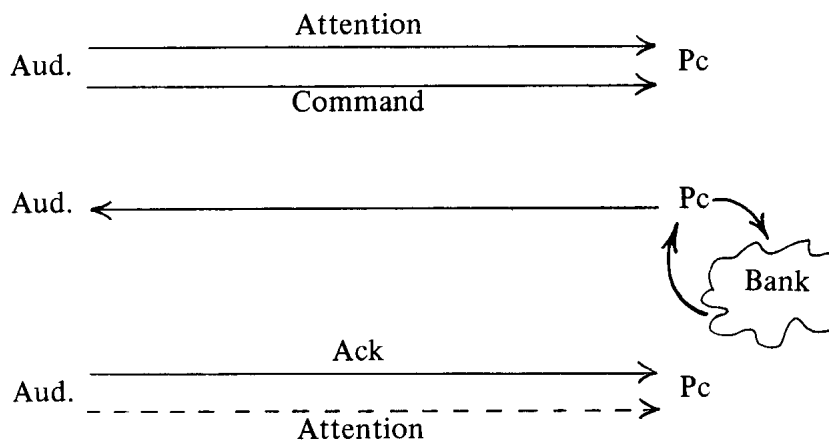 Attention
Aud. Pc
Command
Aud. Pc
Bank
Ack
Aud. Pc
Attention